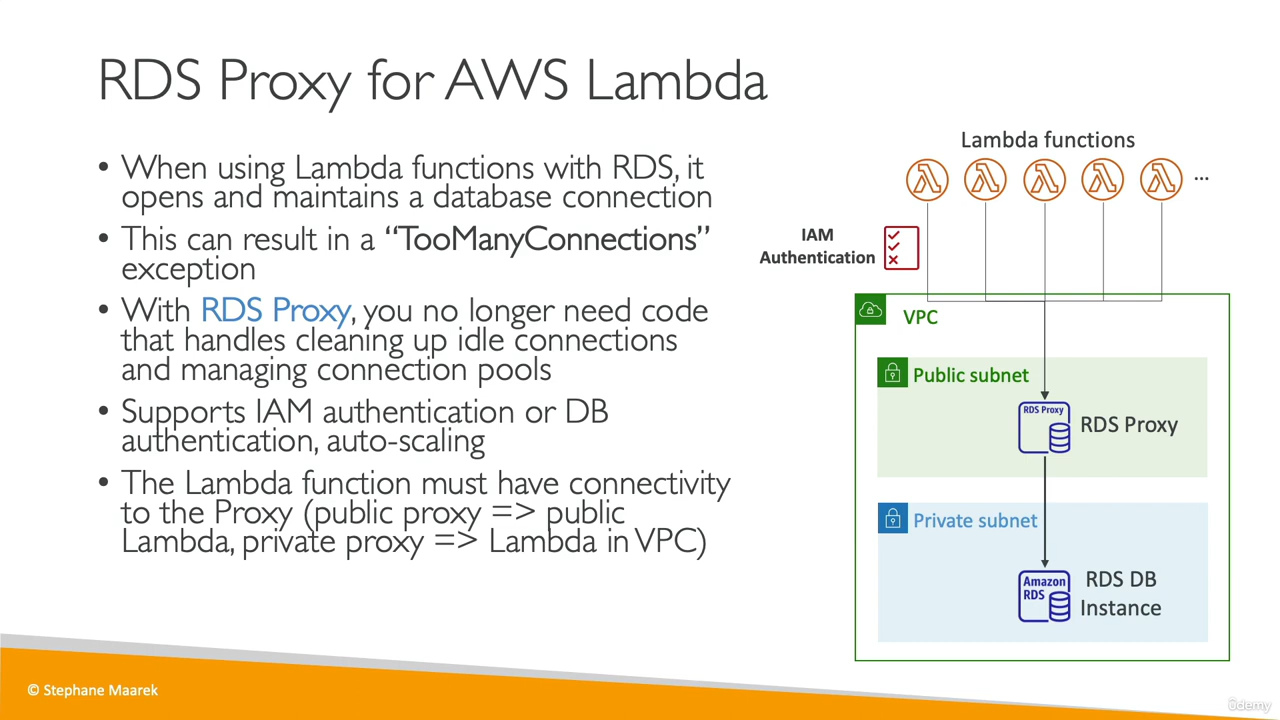 RDS Proxy for AWS Lambda
• When using Lambda functions with RDS, it
opens and maintains a database connection
• This can result in a “TooManyConnections”
exception
• With RDS Proxy, you no longer need code
that handles cleaning up idle connections
and managing connection pools
• Supports IAM authentication or DB
authentication, auto-scaling
• The Lambda function must have connectivity
to the Proxy (public proxy => public
Lambda, private proxy => Lambda in VPC)
Lambda functions
...
IAM
Authentication
VPC
Public subnet
RDS Proxy
RDS Proxy
Private subnet
Amazon
RDS
RDS DB
Instance
© Stephane Maarek
ûdemy